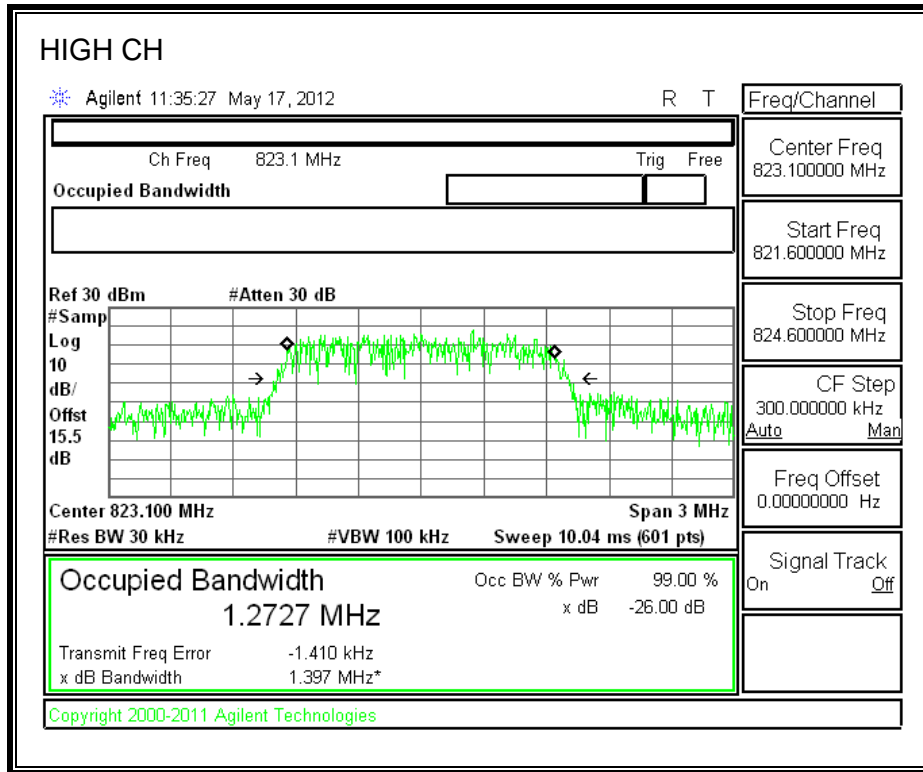 HIGH CH
Agilent 11:35:27 May 17, 2012 R T
Freq/Channel
Ch Freq 823.1 MHz Trig Free
Occupied Bandwidth
Center Freq
823.100000 MHz
Start Freq
821.600000 MHz
Stop Freq
824.600000 MHz
CF Step
300.000000 kHz
Auto Man
Freq Offset
0.00000000 Hz
Signal Track
On Off
Ref 30 dBm #Atten 30 dB
#Samp
Log
10
dB/
Offst
15.5
dB
Center 823.100 MHz Span 3 MHz
#Res BW 30 kHz #VBW 100 kHz Sweep 10.04 ms (601 pts)
Occupied Bandwidth Occ BW % Pwr 99.00 %
1.2727 MHz x dB -26.00 dB
Transmit Freq Error -1.410 kHz
x dB Bandwidth 1.397 MHz*
Copyright 2000-2011 Agilent Technologies